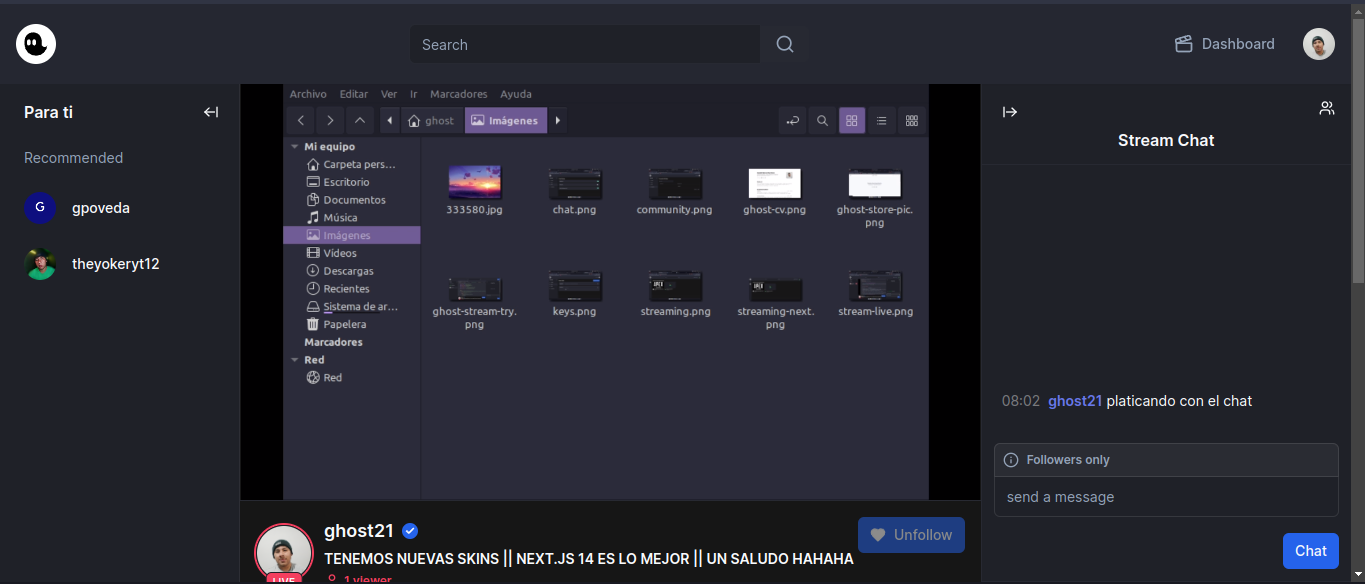 Search
Dashboard
Para ti
Recommended
G
gpoveda
theyokeryt12
Archivo Editar Ver Ir Marcadores Ayuda
ghost Imágenes
Mi equipo
Carpeta pers...
Escritorio
Documentos
Música
Imágenes
Vídeos
Descargas
Recientes
Sistema de ar...
Papelera
Marcadores
Red
Red
333580.jpg
chat.png
community.png
ghost-cv.png
ghost-store-pic.
png
ghost-stream-try.
png
keys.png
streaming.png
streaming-next.
png
stream-live.png
ghost21
TENEMOS NUEVAS SKINS || NEXT.JS 14 ES LO MEJOR || UN SALUDO HAHAHA
LIVE
1 viewer
Unfollow
Stream Chat
08:02 ghost21 platicando con el chat
Followers only
send a message
Chat